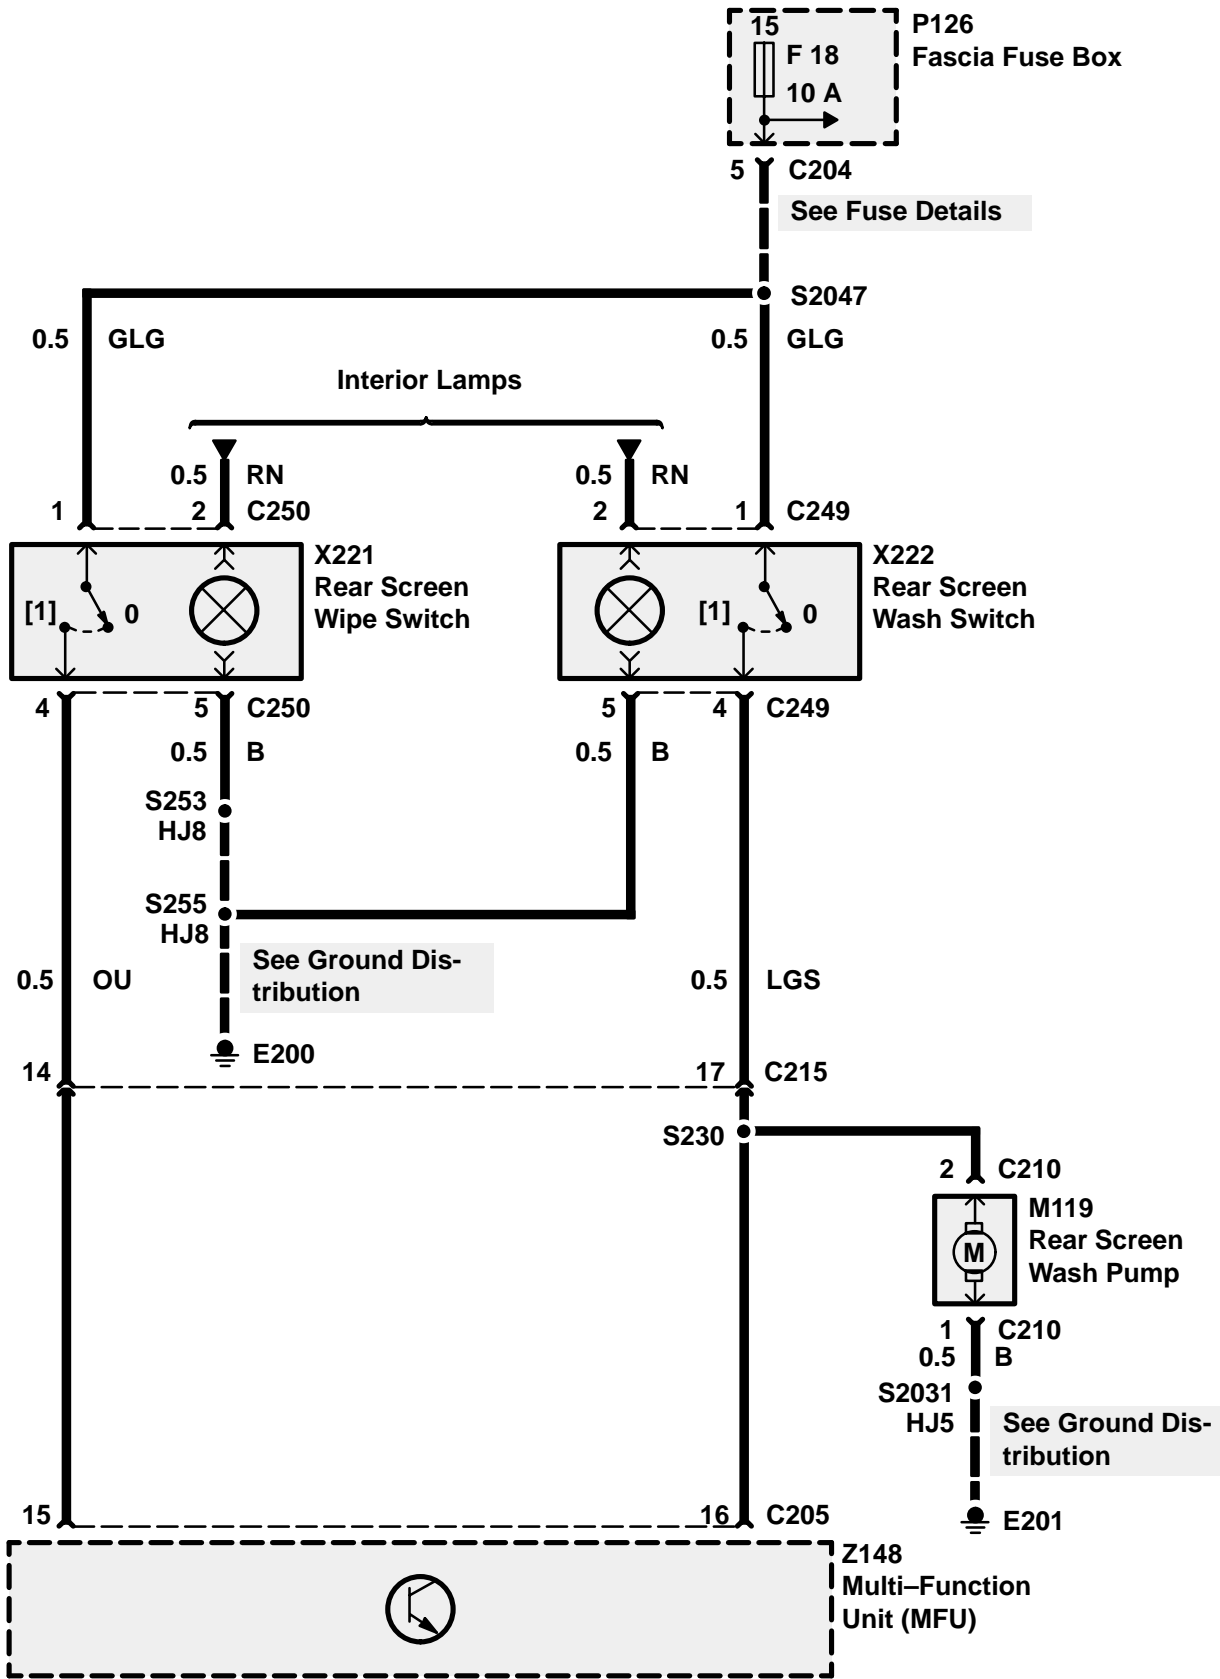 15
F 18
10 A
P126
Fascia Fuse Box
5
C204
See Fuse Details
S2047
0.5
GLG
0.5
GLG
Interior Lamps
0.5
RN
0.5
RN
1
2
C250
2
1
C249
X221
Rear Screen
Wipe Switch
[1]
0
X222
Rear Screen
Wash Switch
[1]
0
4
5
C250
5
4
C249
0.5
B
0.5
B
S253
HJ8
S255
HJ8
See Ground Dis-
tribution
0.5
OU
0.5
LGS
E200
14
17
C215
S230
2
C210
M119
Rear Screen
Wash Pump
M
1
C210
0.5
B
S2031
HJ5
See Ground Dis-
tribution
E201
15
16
C205
Z148
Multi–Function
Unit (MFU)